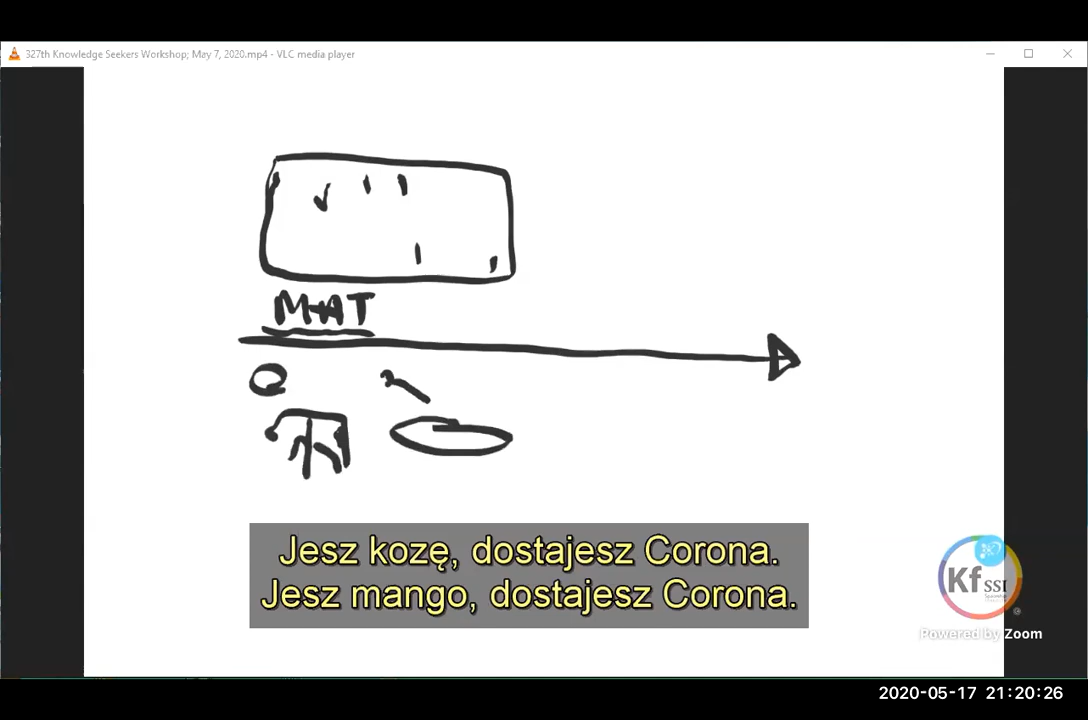 327th Knowledge Seekers Workshop; May 7, 2020.mp4 - VLC media player
Jesz kozę, dostajesz Corona.
Jesz mango, dostajesz Corona.
Kf SSI
Powered by Zoom
2020-05-17 21:20:26